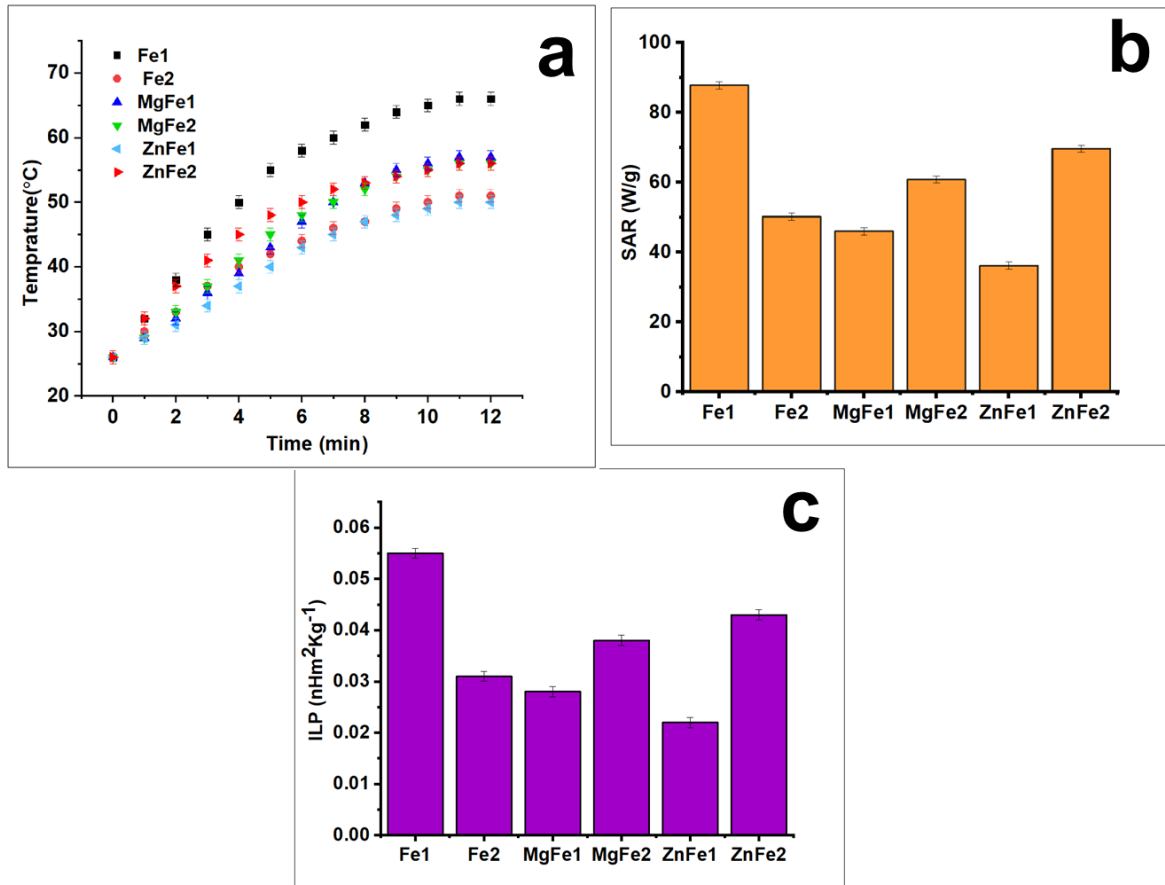 a
Fe1
Fe2
MgFe1
MgFe2
ZnFe1
ZnFe2
Temprature(°C)
70
60
50
40
30
20
0 2 4 6 8 10 12
Time (min)
b
SAR (W/g)
100
80
60
40
20
0
Fe1 Fe2 MgFe1 MgFe2 ZnFe1 ZnFe2
c
ILP (nHm²Kg⁻¹)
0.06
0.05
0.04
0.03
0.02
0.01
0.00
Fe1 Fe2 MgFe1 MgFe2 ZnFe1 ZnFe2